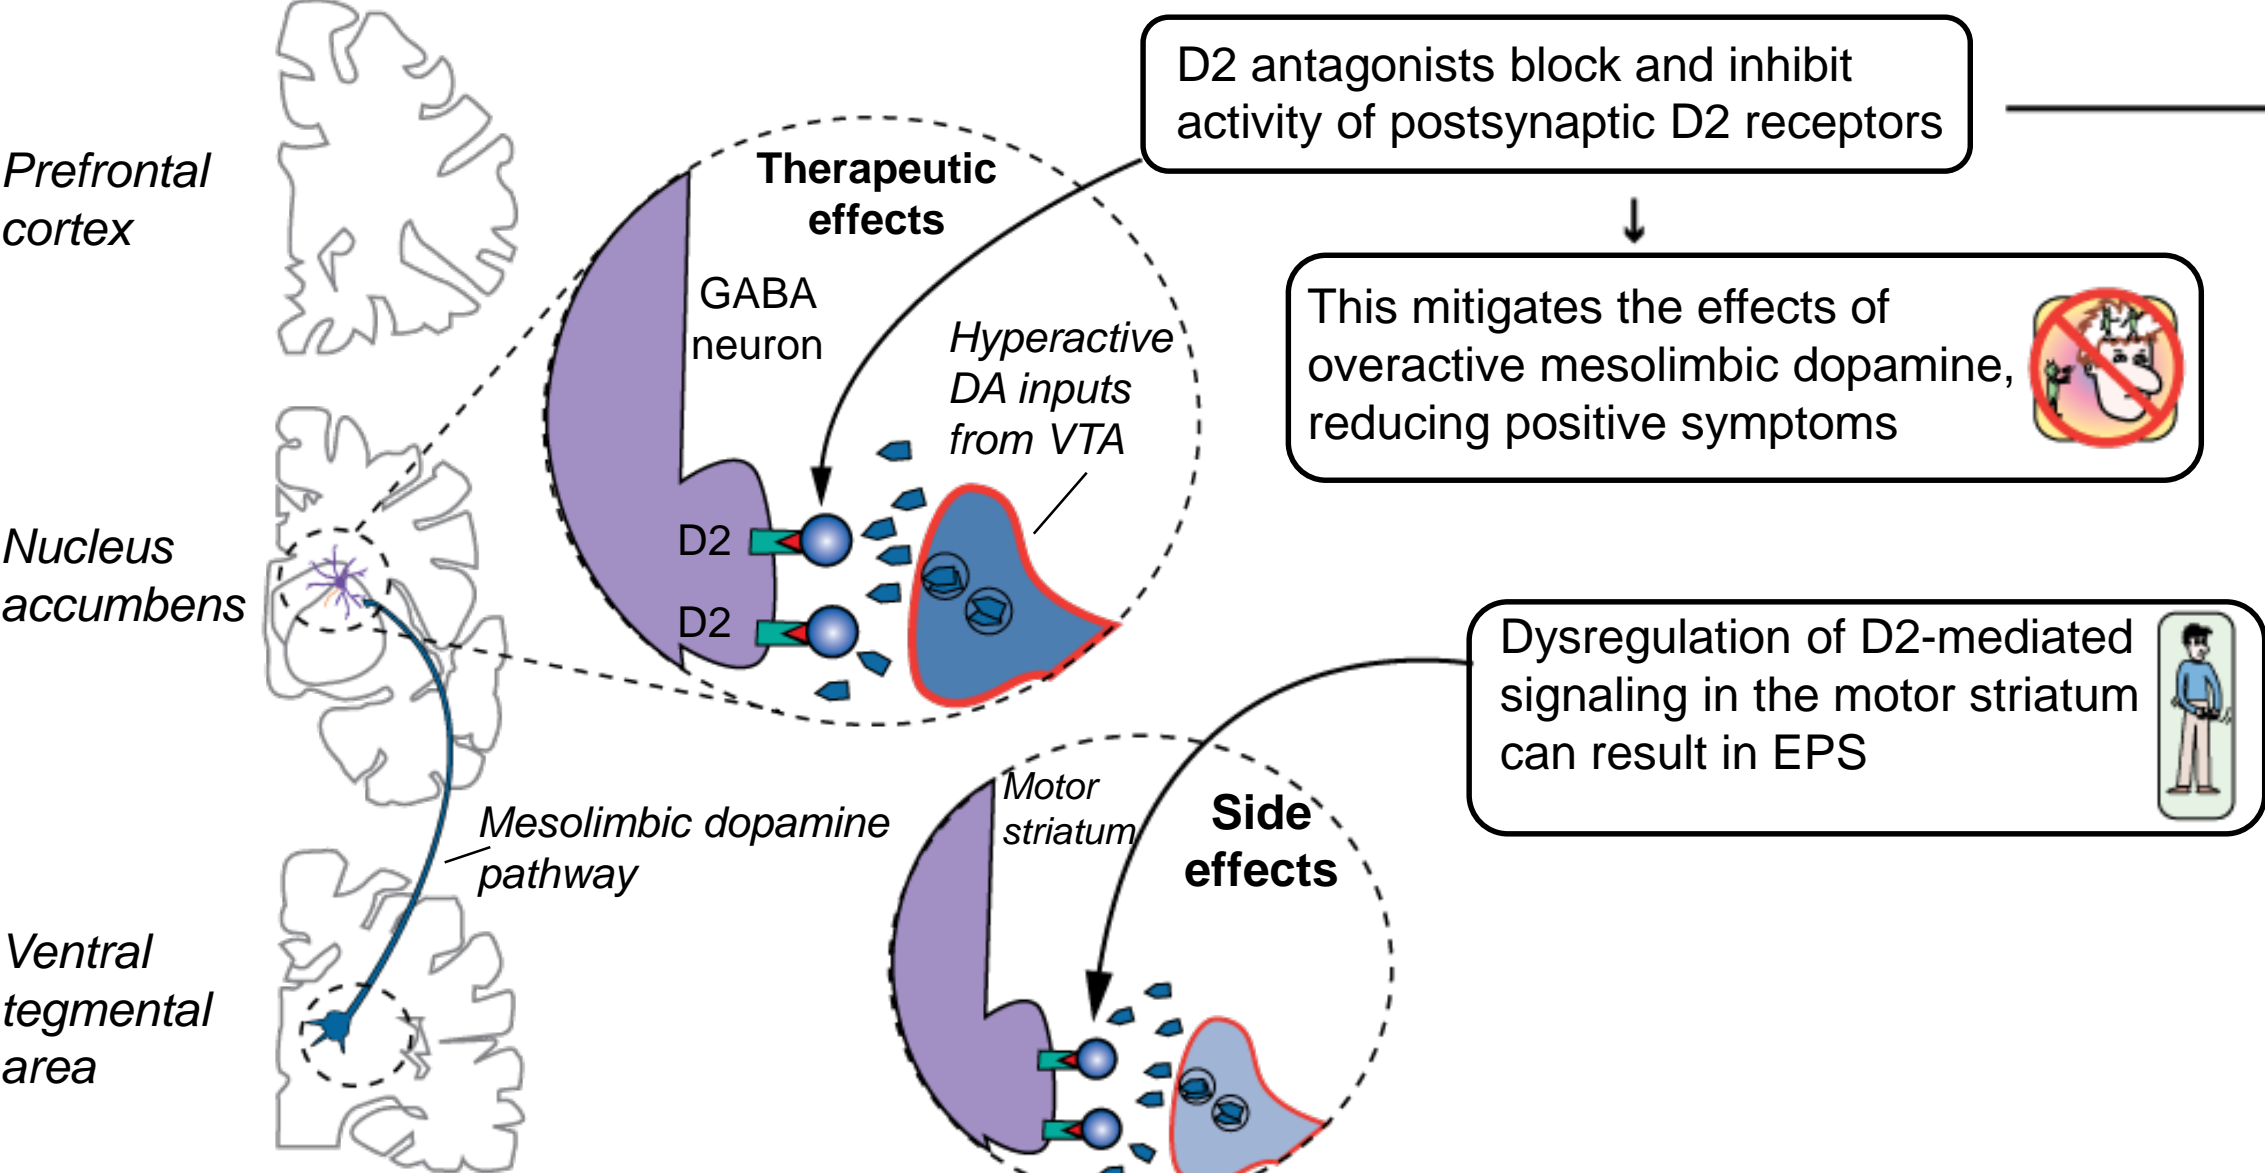 D2 antagonists block and inhibit
activity of postsynaptic D2 receptors
Prefrontal
cortex
Therapeutic
effects
GABA
neuron
Hyperactive
DA inputs
from VTA
This mitigates the effects of
overactive mesolimbic dopamine,
reducing positive symptoms
Nucleus
accumbens
D2
D2
Dysregulation of D2-mediated
signaling in the motor striatum
can result in EPS
Mesolimbic dopamine
pathway
Motor
striatum
Side
effects
Ventral
tegmental
area